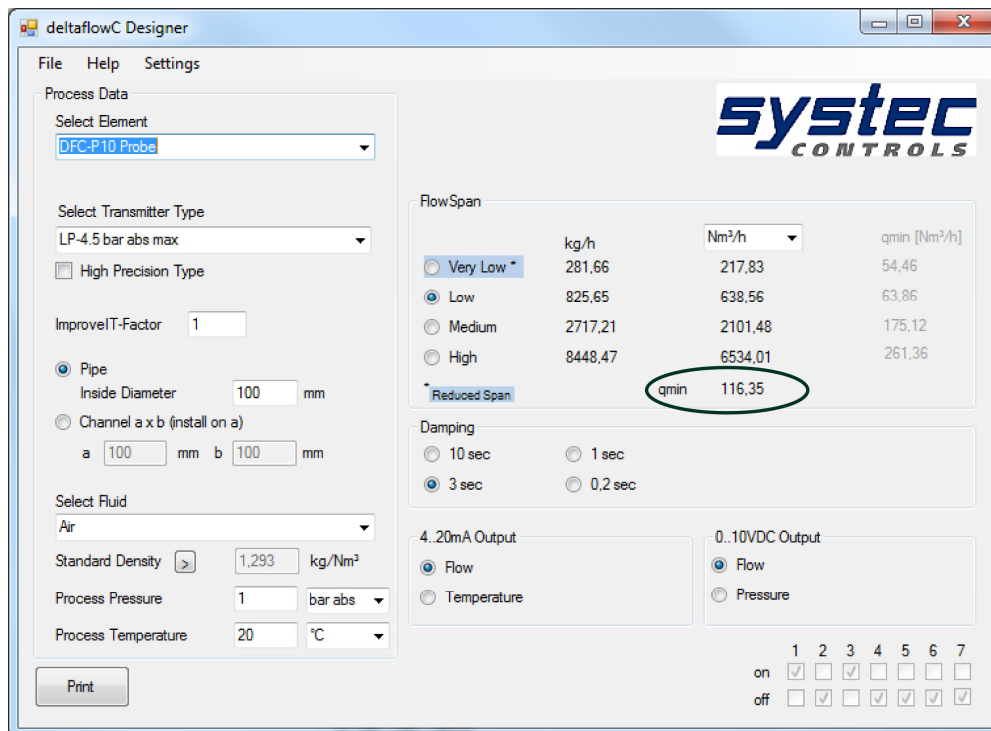 deltaflowC Designer
File Help Settings
Process Data
Select Element
DFC-P10 Probe
Select Transmitter Type
LP-4.5 bar abs max
High Precision Type
ImproveIT-Factor 1
Pipe
Inside Diameter 100 mm
Channel a x b (install on a)
a 100 mm b 100 mm
Select Fluid
Air
Standard Density > 1,293 kg/Nm³
Process Pressure 1 bar abs
Process Temperature 20 °C
Print
systec
CONTROLS
FlowSpan
kg/h Nm³/h qmin [Nm³/h]
Very Low * 281,66 217,83 54,46
Low 825,65 638,56 63,86
Medium 2717,21 2101,48 175,12
High 8448,47 6534,01 261,36
* Reduced Span qmin 116,35
Damping
10 sec 1 sec
3 sec 0,2 sec
4..20mA Output
Flow
Temperature
0..10VDC Output
Flow
Pressure
1 2 3 4 5 6 7
on
off